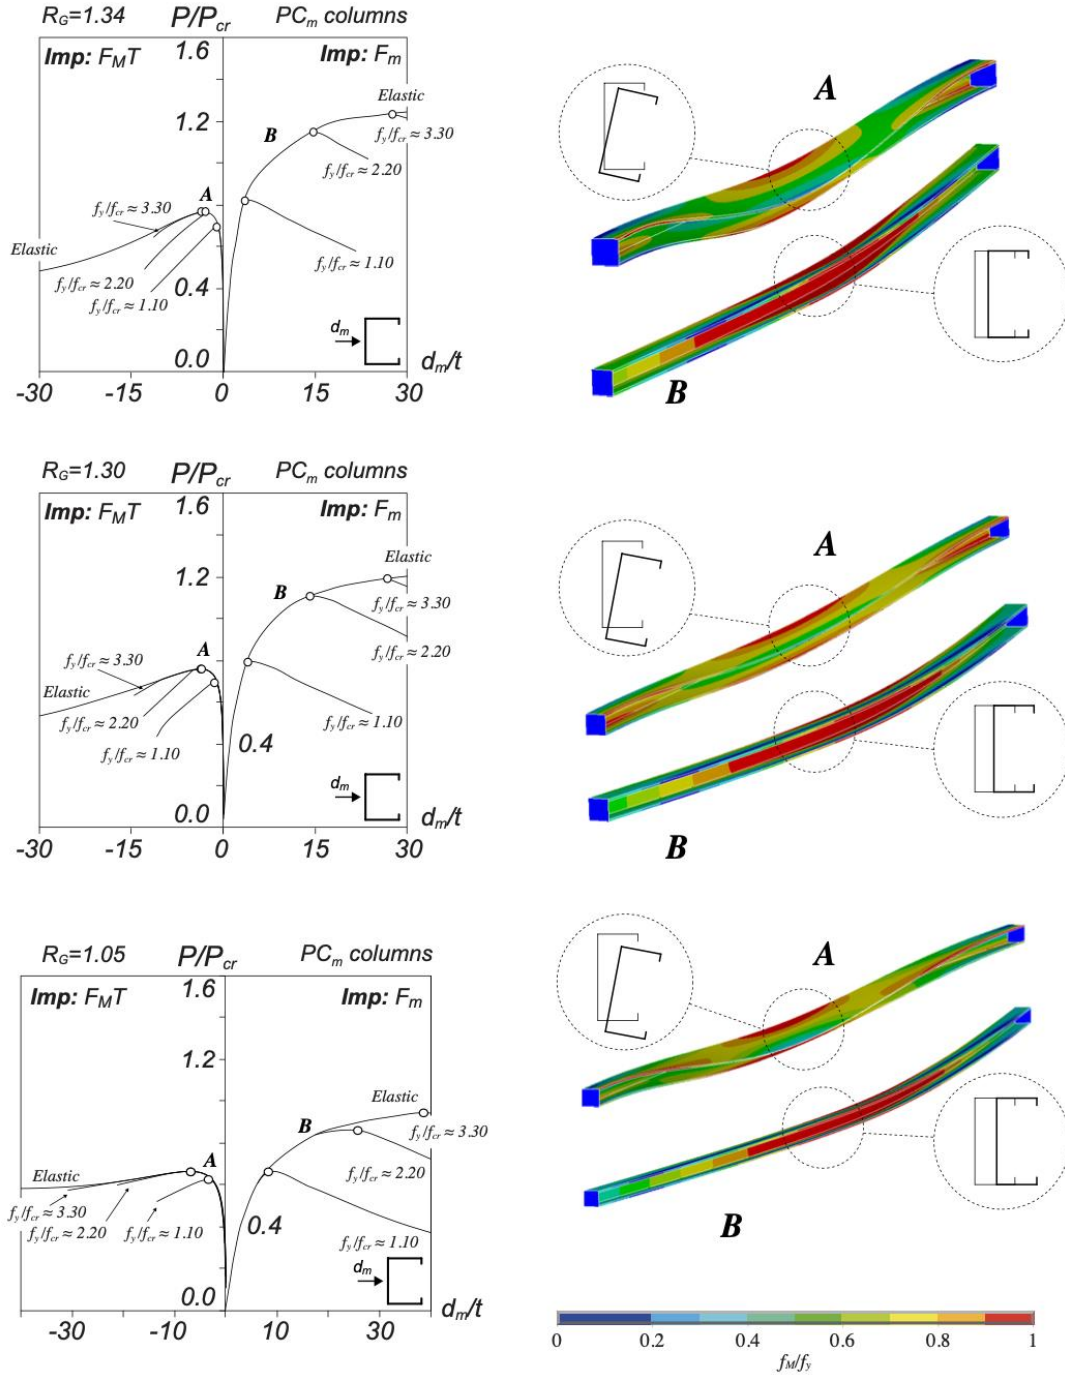 R_G=1.34 P/P_cr PC_m columns
Imp: F_MT 1.6 Imp: F_m
Elastic
1.2
B f_y/f_cr ≈ 3.30
f_y/f_cr ≈ 2.20
A
f_y/f_cr ≈ 3.30
Elastic
f_y/f_cr ≈ 1.10
f_y/f_cr ≈ 2.20 0.4
f_y/f_cr ≈ 1.10
d_m
0.0 d_m/t
-30 -15 0 15 30
A
B
R_G=1.30 P/P_cr PC_m columns
Imp: F_MT 1.6 Imp: F_m
Elastic
1.2
B f_y/f_cr ≈ 3.30
A f_y/f_cr ≈ 2.20
f_y/f_cr ≈ 3.30
Elastic
f_y/f_cr ≈ 2.20 f_y/f_cr ≈ 1.10
f_y/f_cr ≈ 1.10 0.4
d_m
0.0 d_m/t
-30 -15 0 15 30
A
B
R_G=1.05 P/P_cr PC_m columns
Imp: F_MT 1.6 Imp: F_m
1.2
Elastic
B f_y/f_cr ≈ 3.30
A
Elastic f_y/f_cr ≈ 2.20
f_y/f_cr ≈ 3.30
f_y/f_cr ≈ 2.20 f_y/f_cr ≈ 1.10 0.4
f_y/f_cr ≈ 1.10
d_m
0.0 d_m/t
-30 -10 10 30
A
B
0 0.2 0.4 0.6 0.8 1
f_M/f_y